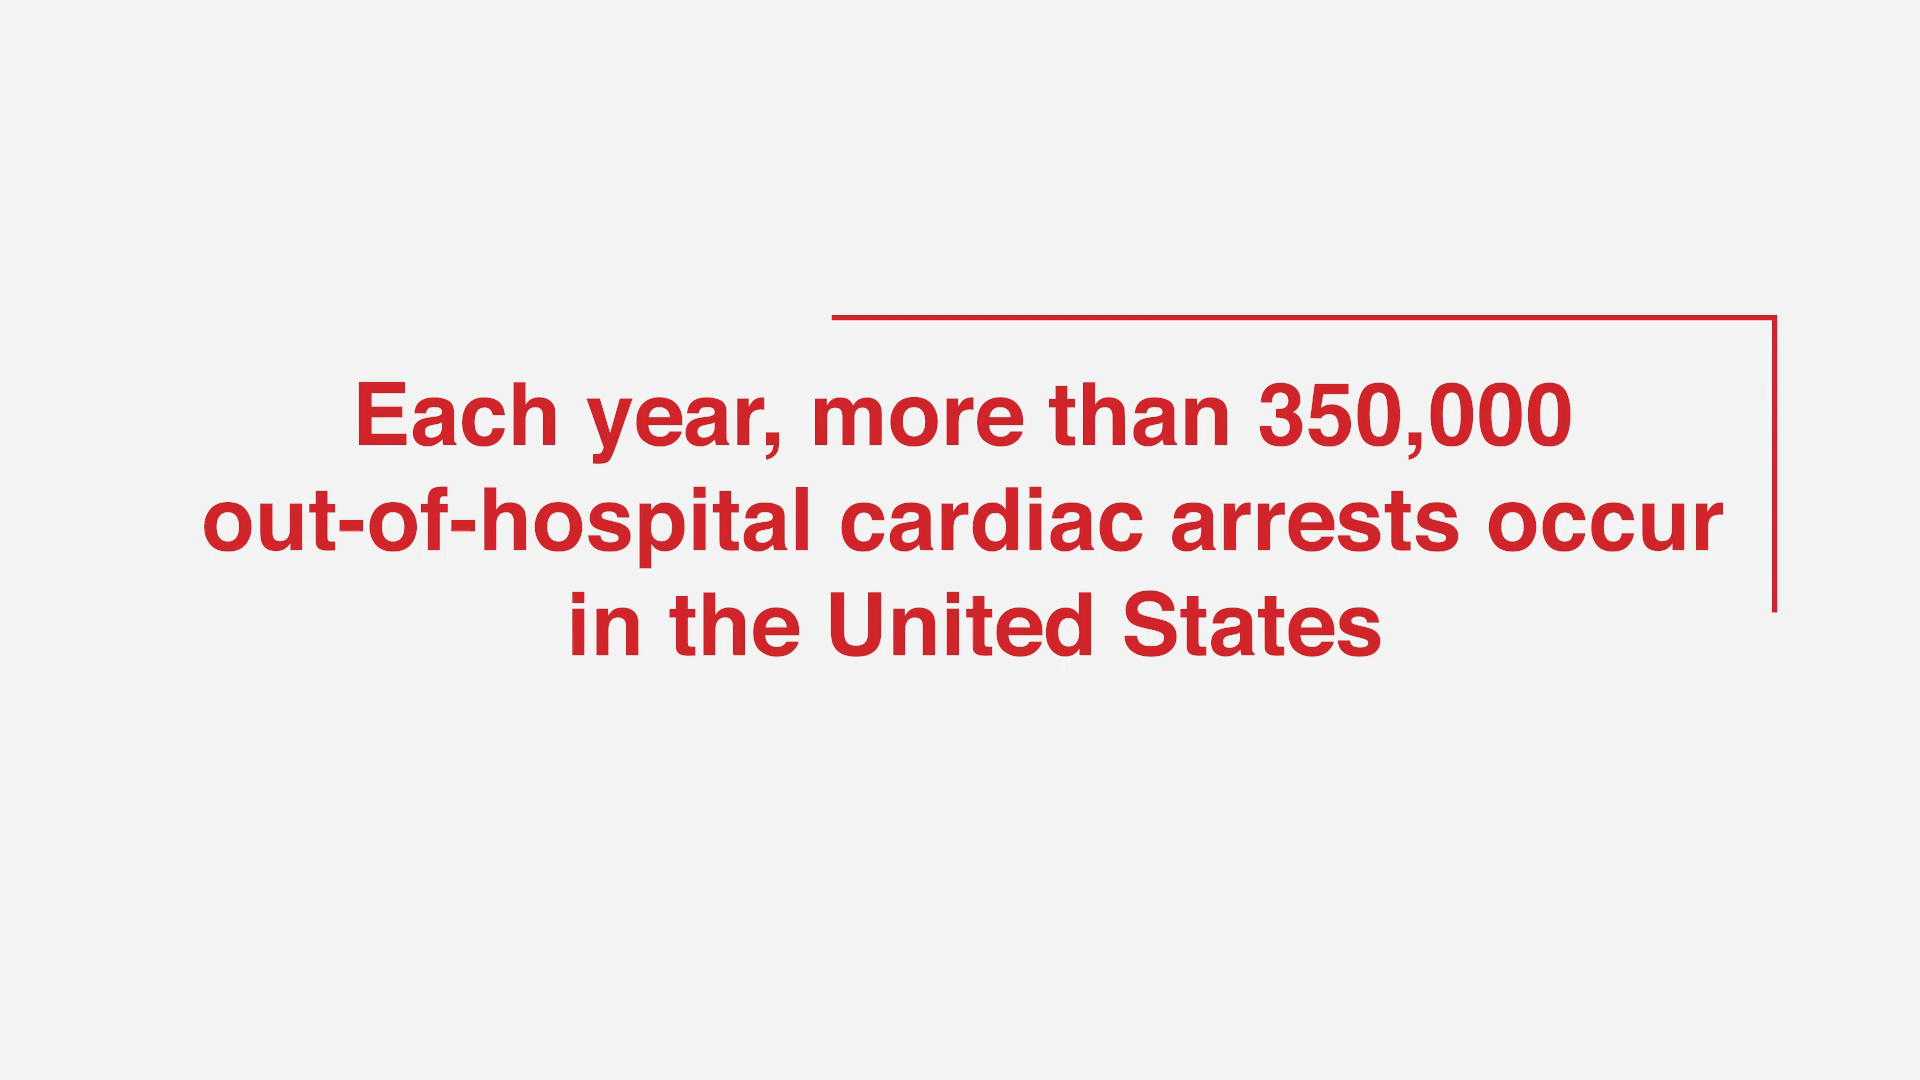 Each year, more than 350,000
out-of-hospital cardiac arrests occur
in the United States